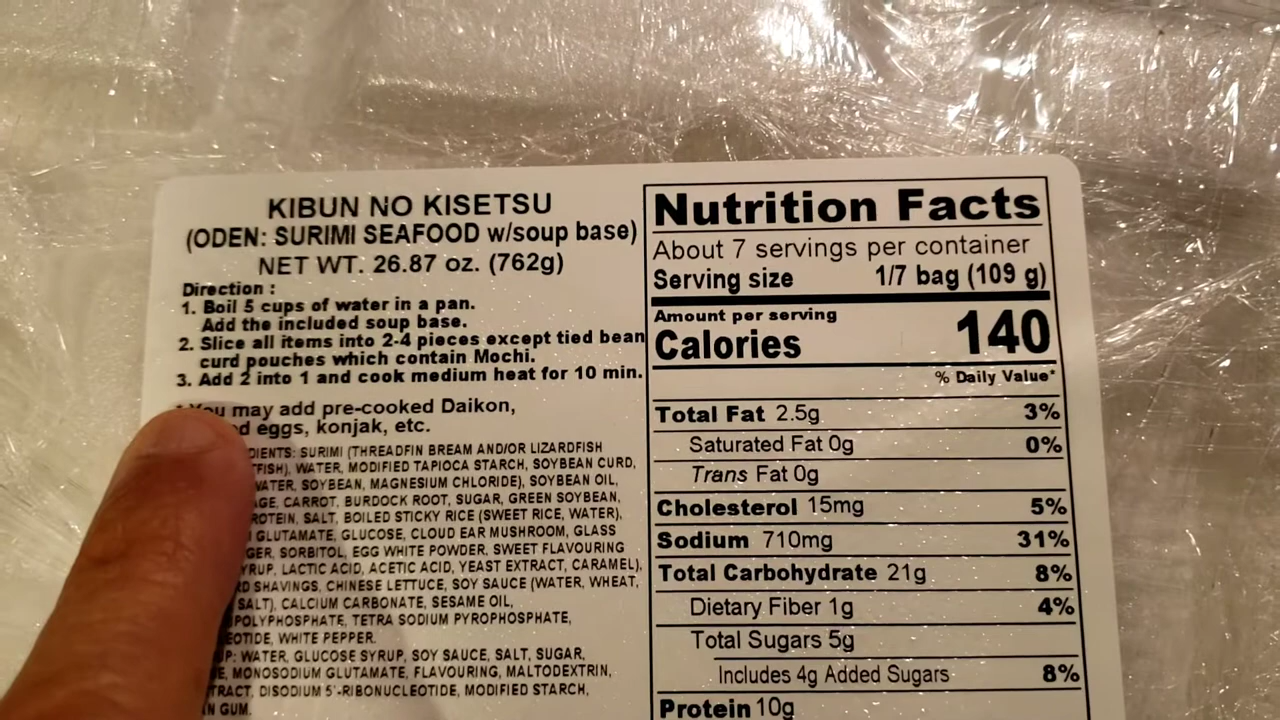 KIBUN NO KISETSU
(ODEN: SURIMI SEAFOOD w/soup base)
NET WT. 26.87 oz. (762g)
Direction :
1. Boil 5 cups of water in a pan.
Add the included soup base.
2. Slice all items into 2-4 pieces except tied bean
curd pouches which contain Mochi.
3. Add 2 into 1 and cook medium heat for 10 min.
* You may add pre-cooked Daikon,
eggs, konjak, etc.
SURIMI (THREADFIN BREAM AND/OR LIZARDFISH
WATER, MODIFIED TAPIOCA STARCH, SOYBEAN CURD,
WATER, SOYBEAN, MAGNESIUM CHLORIDE), SOYBEAN OIL,
CARROT, BURDOCK ROOT, SUGAR, GREEN SOYBEAN,
SALT, BOILED STICKY RICE (SWEET RICE, WATER),
GLUTAMATE, GLUCOSE, CLOUD EAR MUSHROOM, GLASS
SORBITOL, EGG WHITE POWDER, SWEET FLAVOURING
LACTIC ACID, ACETIC ACID, YEAST EXTRACT, CARAMEL),
SHAVINGS, CHINESE LETTUCE, SOY SAUCE (WATER, WHEAT,
SALT), CALCIUM CARBONATE, SESAME OIL,
TETRA SODIUM PYROPHOSPHATE,
WHITE PEPPER.
WATER, GLUCOSE SYRUP, SOY SAUCE, SALT, SUGAR,
MONOSODIUM GLUTAMATE, FLAVOURING, MALTODEXTRIN,
DISODIUM 5'-RIBONUCLEOTIDE, MODIFIED STARCH,
GUM.
Nutrition Facts
About 7 servings per container
Serving size 1/7 bag (109 g)
Amount per serving
Calories 140
% Daily Value*
Total Fat 2.5g 3%
Saturated Fat 0g 0%
Trans Fat 0g
Cholesterol 15mg 5%
Sodium 710mg 31%
Total Carbohydrate 21g 8%
Dietary Fiber 1g 4%
Total Sugars 5g
Includes 4g Added Sugars 8%
Protein 10g